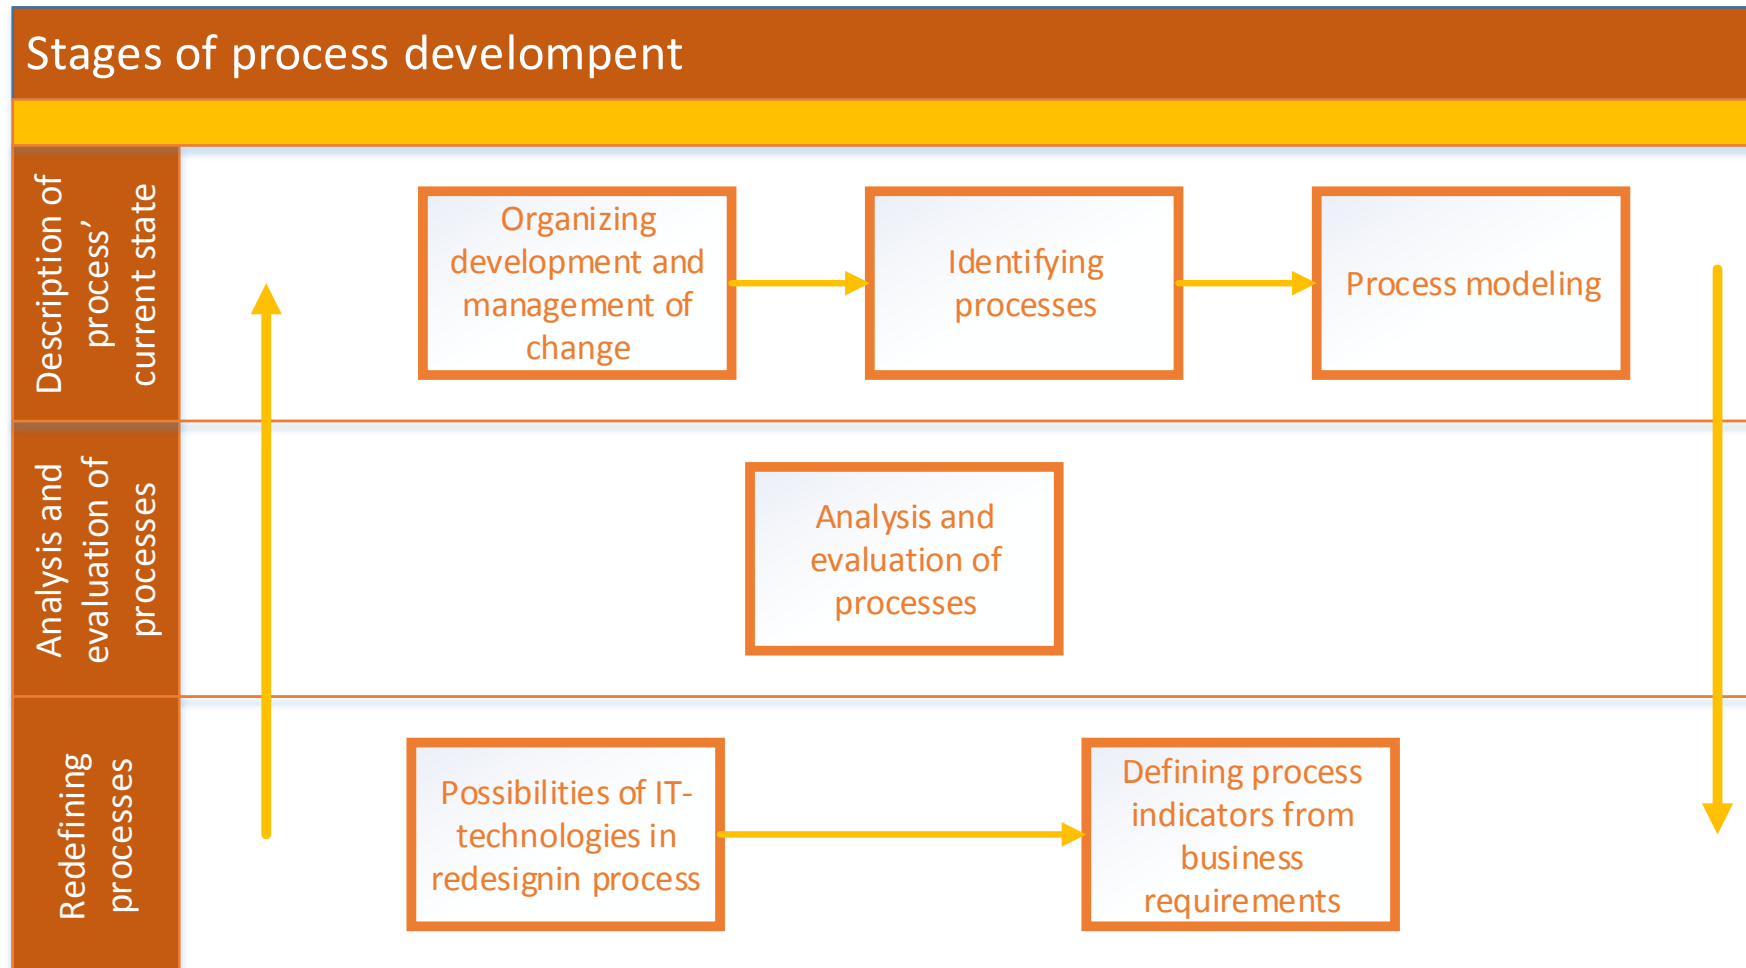 Stages of process develompent
Description of
process’
current state
Organizing
development and
management of
change
Identifying
processes
Process modeling
Analysis and
evaluation of
processes
Analysis and
evaluation of
processes
Redefining
processes
Possibilities of IT-
technologies in
redesignin process
Defining process
indicators from
business
requirements